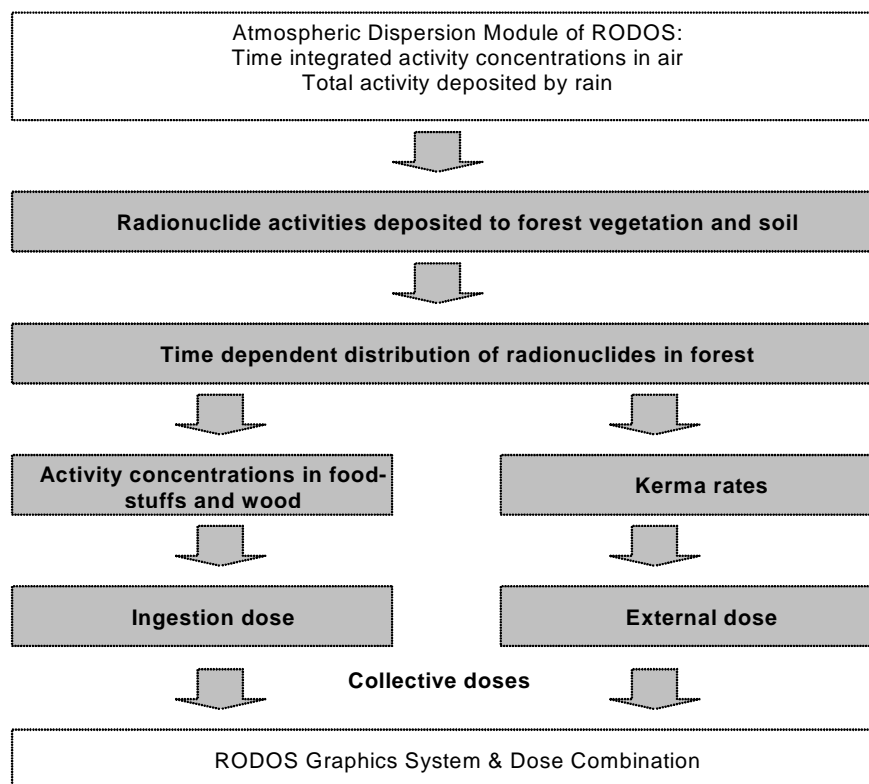 Atmospheric Dispersion Module of RODOS:
Time integrated activity concentrations in air
Total activity deposited by rain
Radionuclide activities deposited to forest vegetation and soil
Time dependent distribution of radionuclides in forest
Activity concentrations in food-
stuffs and wood
Kerma rates
Ingestion dose
External dose
Collective doses
RODOS Graphics System & Dose Combination